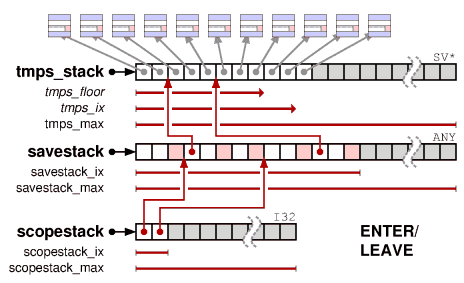 SV*
tmps_stack
tmps_floor
tmps_ix
tmps_max
ANY
savestack
savestack_ix
savestack_max
I32
scopestack
ENTER/
LEAVE
scopestack_ix
scopestack_max